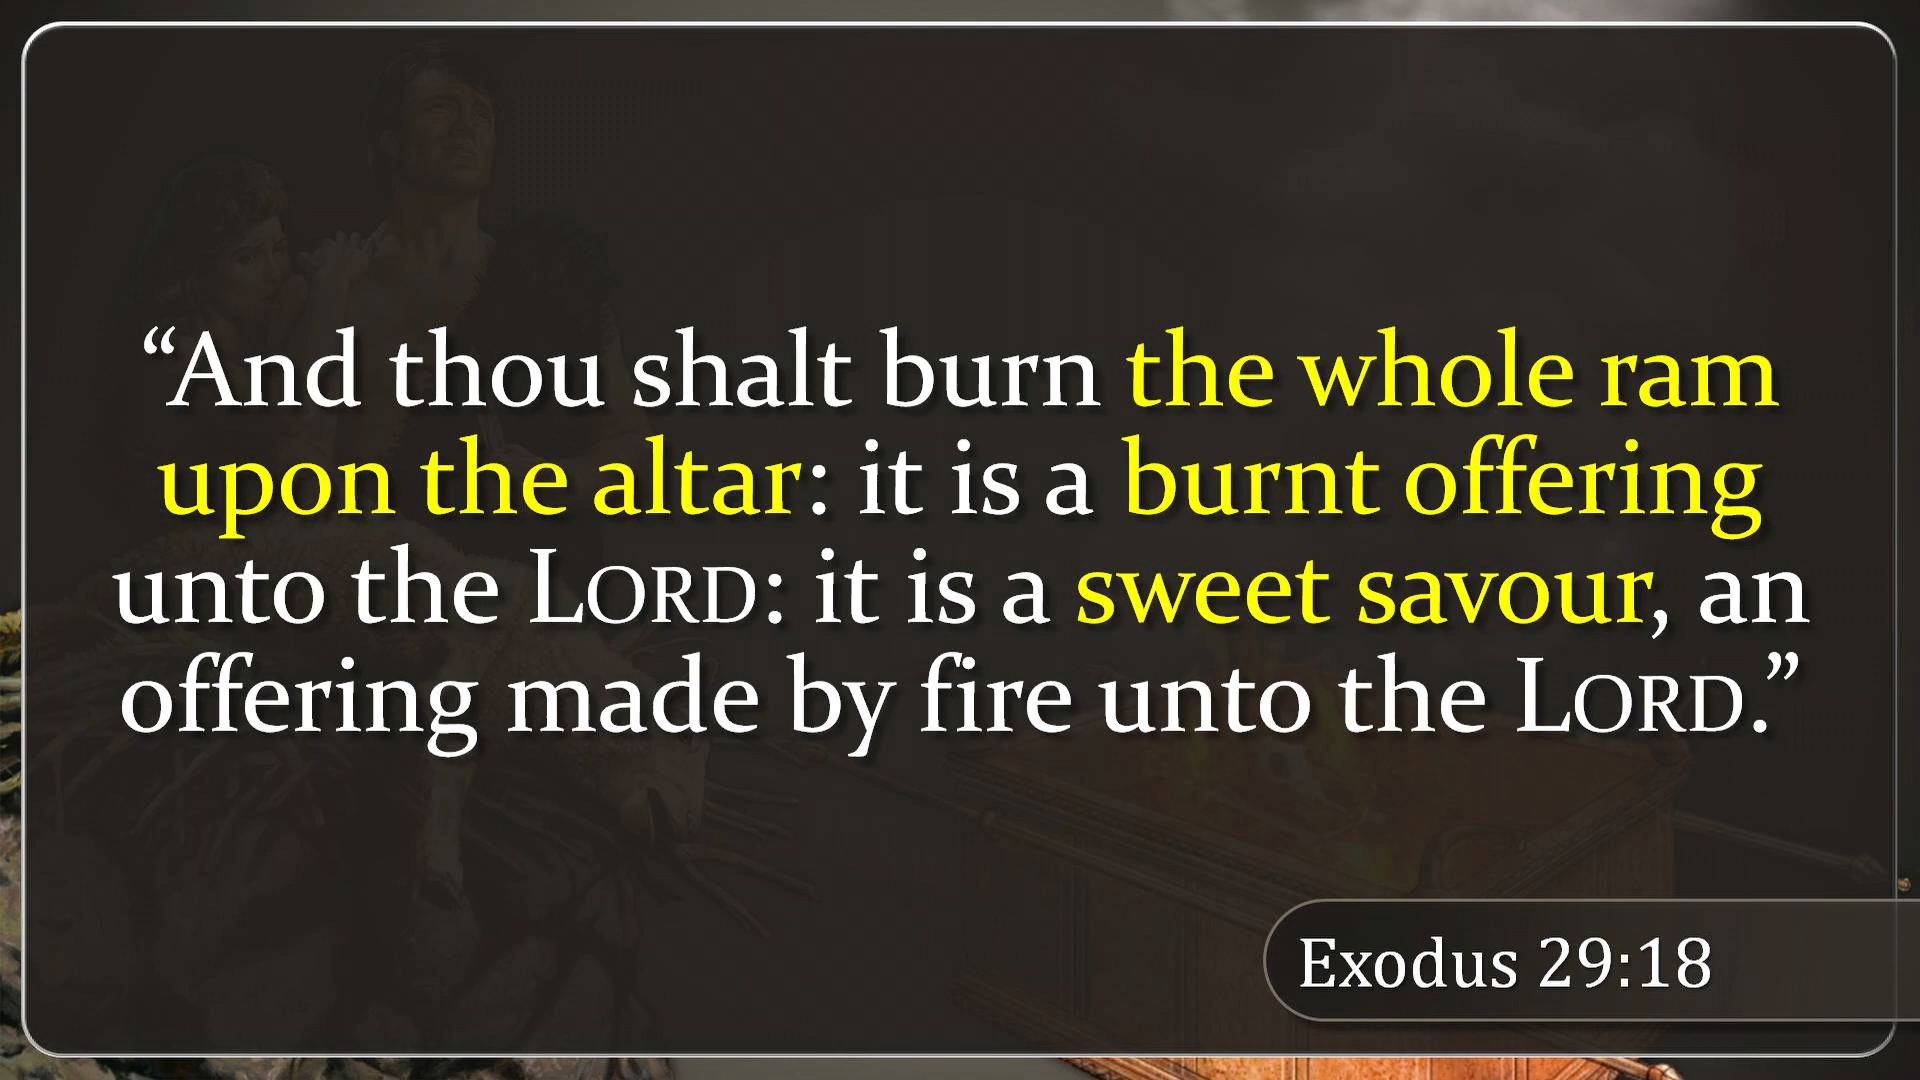 “And thou shalt burn the whole ram
upon the altar: it is a burnt offering
unto the LORD: it is a sweet savour, an
offering made by fire unto the LORD.”
Exodus 29:18